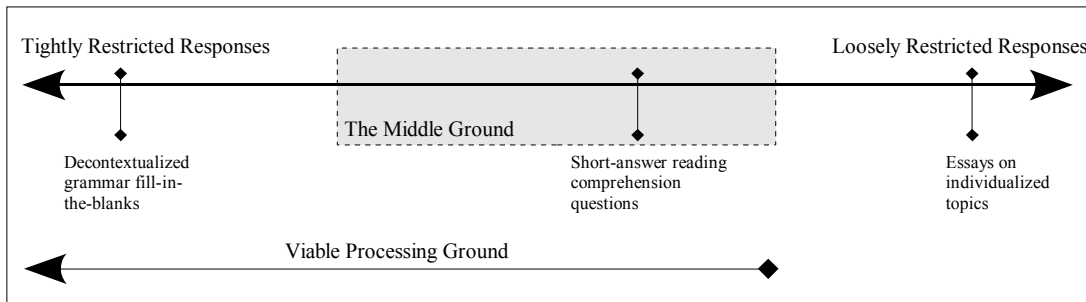 Tightly Restricted Responses
Loosely Restricted Responses
The Middle Ground
Decontextualized
grammar fill-in-
the-blanks
Short-answer reading
comprehension
questions
Essays on
individualized
topics
Viable Processing Ground